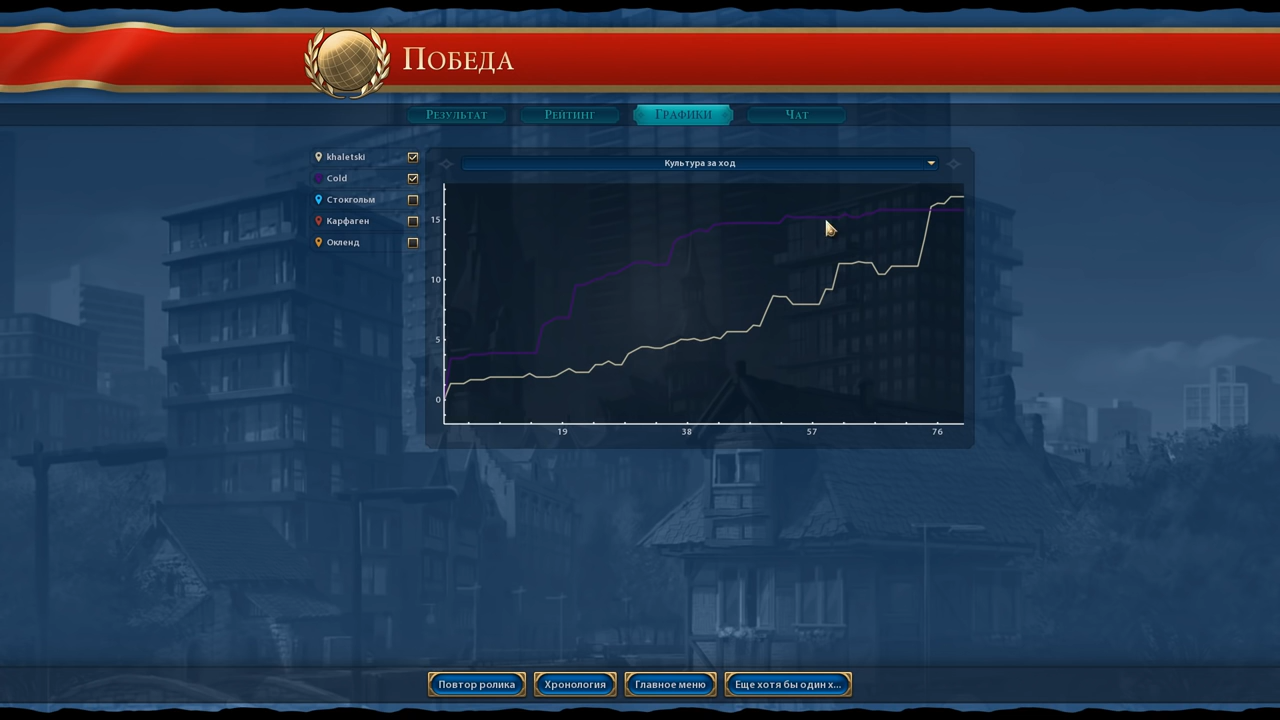 Победа
Результат
Рейтинг
Графики
Чат
khaletski
Cold
Стокгольм
Карфаген
Окленд
Культура за ход
15
10
5
0
19
38
57
76
Повтор ролика
Хронология
Главное меню
Еще хотя бы один х...